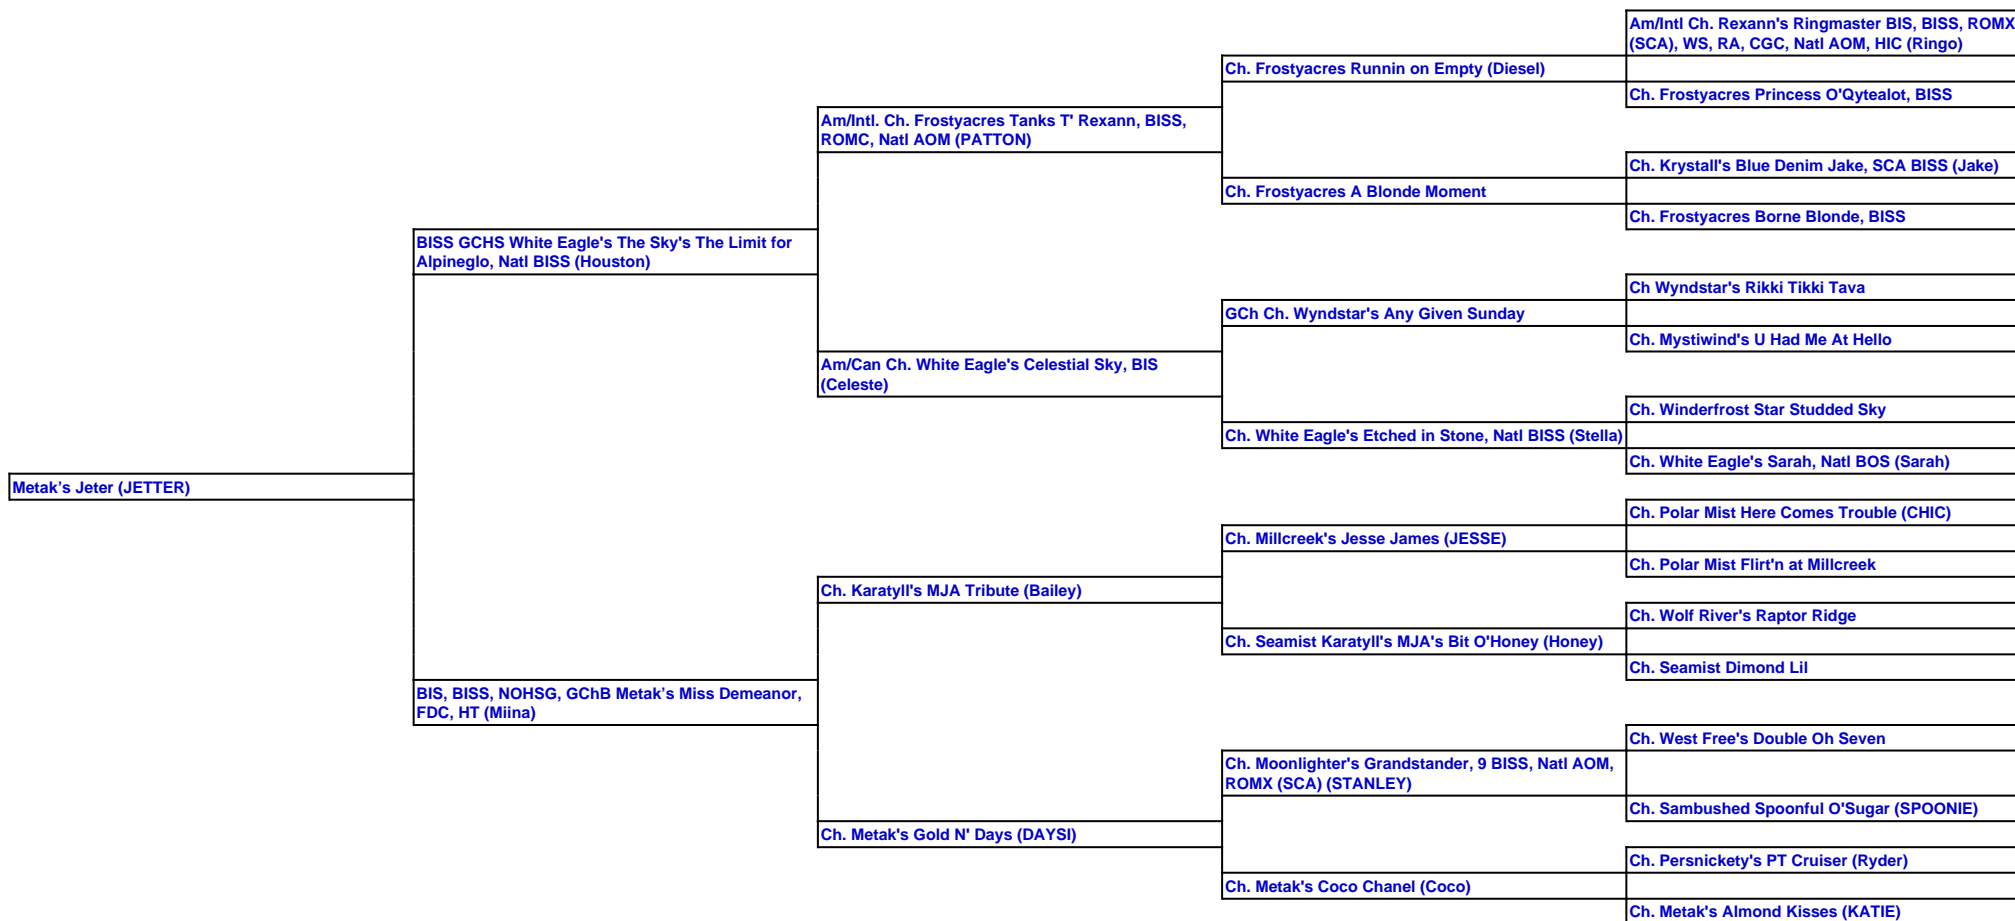 Am/Intl Ch. Rexann's Ringmaster BIS, BISS, ROMX
(SCA), WS, RA, CGC, Natl AOM, HIC (Ringo)
Ch. Frostyacres Runnin on Empty (Diesel)
Ch. Frostyacres Princess O'Qytealot, BISS
Am/Intl. Ch. Frostyacres Tanks T' Rexann, BISS,
ROMC, Natl AOM (PATTON)
Ch. Krystall's Blue Denim Jake, SCA BISS (Jake)
Ch. Frostyacres A Blonde Moment
Ch. Frostyacres Borne Blonde, BISS
BISS GCHS White Eagle's The Sky's The Limit for
Alpineglo, Natl BISS (Houston)
Ch Wyndstar's Rikki Tikki Tava
GCh Ch. Wyndstar's Any Given Sunday
Ch. Mystiwind's U Had Me At Hello
Am/Can Ch. White Eagle's Celestial Sky, BIS
(Celeste)
Ch. Winderfrost Star Studded Sky
Ch. White Eagle's Etched in Stone, Natl BISS (Stella)
Ch. White Eagle's Sarah, Natl BOS (Sarah)
Metak’s Jeter (JETTER)
Ch. Polar Mist Here Comes Trouble (CHIC)
Ch. Millcreek's Jesse James (JESSE)
Ch. Polar Mist Flirt'n at Millcreek
Ch. Karatyll's MJA Tribute (Bailey)
Ch. Wolf River's Raptor Ridge
Ch. Seamist Karatyll's MJA's Bit O'Honey (Honey)
Ch. Seamist Dimond Lil
BIS, BISS, NOHSG, GChB Metak’s Miss Demeanor,
FDC, HT (Miina)
Ch. West Free's Double Oh Seven
Ch. Moonlighter's Grandstander, 9 BISS, Natl AOM,
ROMX (SCA) (STANLEY)
Ch. Sambushed Spoonful O'Sugar (SPOONIE)
Ch. Metak's Gold N' Days (DAYSI)
Ch. Persnickety's PT Cruiser (Ryder)
Ch. Metak's Coco Chanel (Coco)
Ch. Metak's Almond Kisses (KATIE)